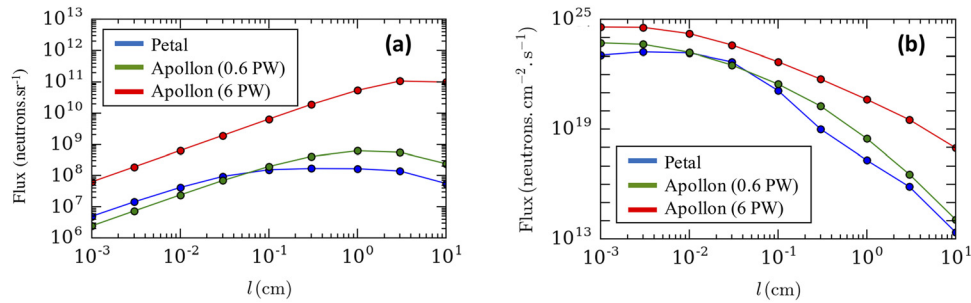 10^13
10^12
10^11
10^10
10^9
10^8
10^7
10^6
Flux (neutrons.sr^-1)
(a)
Petal
Apollon (0.6 PW)
Apollon (6 PW)
10^-3 10^-2 10^-1 10^0 10^1
l (cm)
10^25
10^19
10^13
Flux (neutrons. cm^-2. s^-1)
(b)
Petal
Apollon (0.6 PW)
Apollon (6 PW)
10^-3 10^-2 10^-1 10^0 10^1
l (cm)